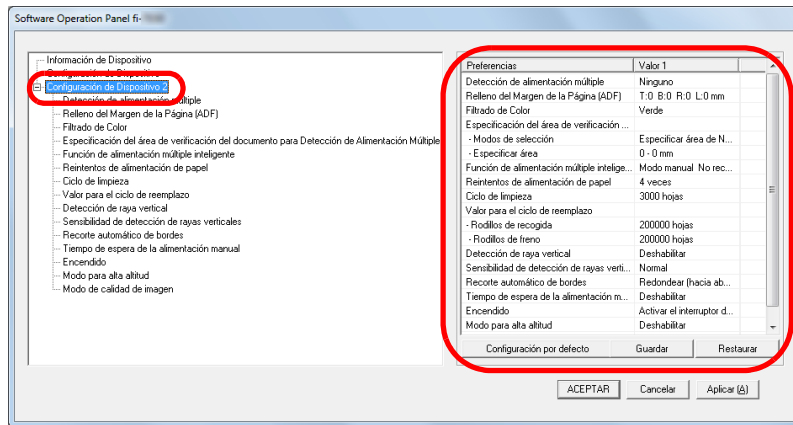 Software Operation Panel fi-
Información de Dispositivo
Configuración de Dispositivo
Configuración de Dispositivo 2
Detección de alimentación múltiple
Relleno del Margen de la Página (ADF)
Filtrado de Color
Especificación del área de verificación del documento para Detección de Alimentación Múltiple
Función de alimentación múltiple inteligente
Reintentos de alimentación de papel
Ciclo de limpieza
Valor para el ciclo de reemplazo
Detección de raya vertical
Sensibilidad de detección de rayas verticales
Recorte automático de bordes
Tiempo de espera de la alimentación manual
Encendido
Modo para alta altitud
Modo de calidad de imagen
Preferencias Valor 1
Detección de alimentación múltiple Ninguno
Relleno del Margen de la Página (ADF) T:0 B:0 R:0 L:0 mm
Filtrado de Color Verde
Especificación del área de verificación ...
- Modos de selección Especificar área de N...
- Especificar área 0 - 0 mm
Función de alimentación múltiple intelige... Modo manual No rec...
Reintentos de alimentación de papel 4 veces
Ciclo de limpieza 3000 hojas
Valor para el ciclo de reemplazo
- Rodillos de recogida 200000 hojas
- Rodillos de freno 200000 hojas
Detección de raya vertical Deshabilitar
Sensibilidad de detección de rayas verti... Normal
Recorte automático de bordes Redondear (hacia ab...
Tiempo de espera de la alimentación m... Deshabilitar
Encendido Activar el interruptor d...
Modo para alta altitud Deshabilitar
Configuración por defecto Guardar Restaurar
ACEPTAR Cancelar Aplicar (A)